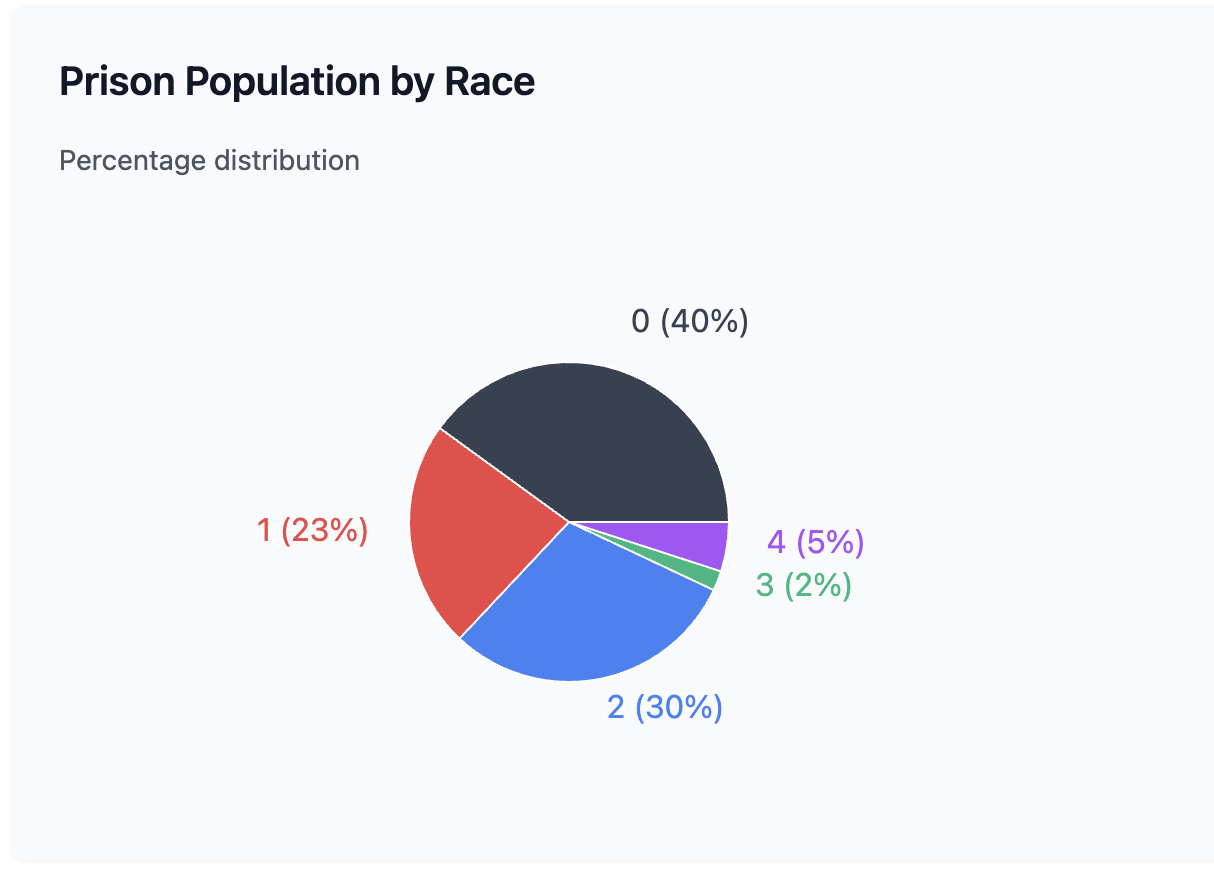 Prison Population by Race
Percentage distribution
0 (40%)
1 (23%)
4 (5%)
3 (2%)
2 (30%)